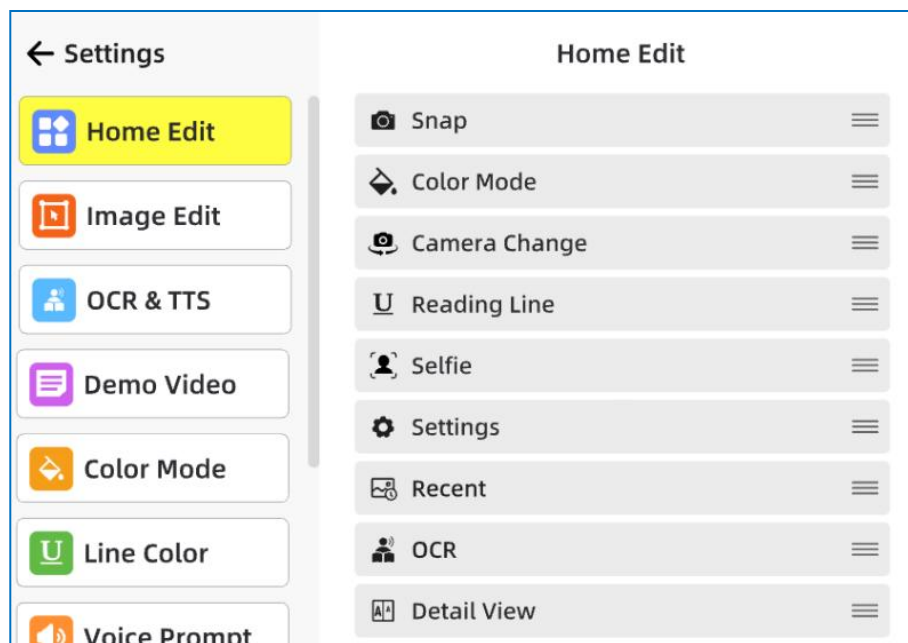 Settings
Home Edit
Image Edit
OCR & TTS
Demo Video
Color Mode
Line Color
Voice Prompt
Home Edit
Snap
Color Mode
Camera Change
Reading Line
Selfie
Settings
Recent
OCR
Detail View